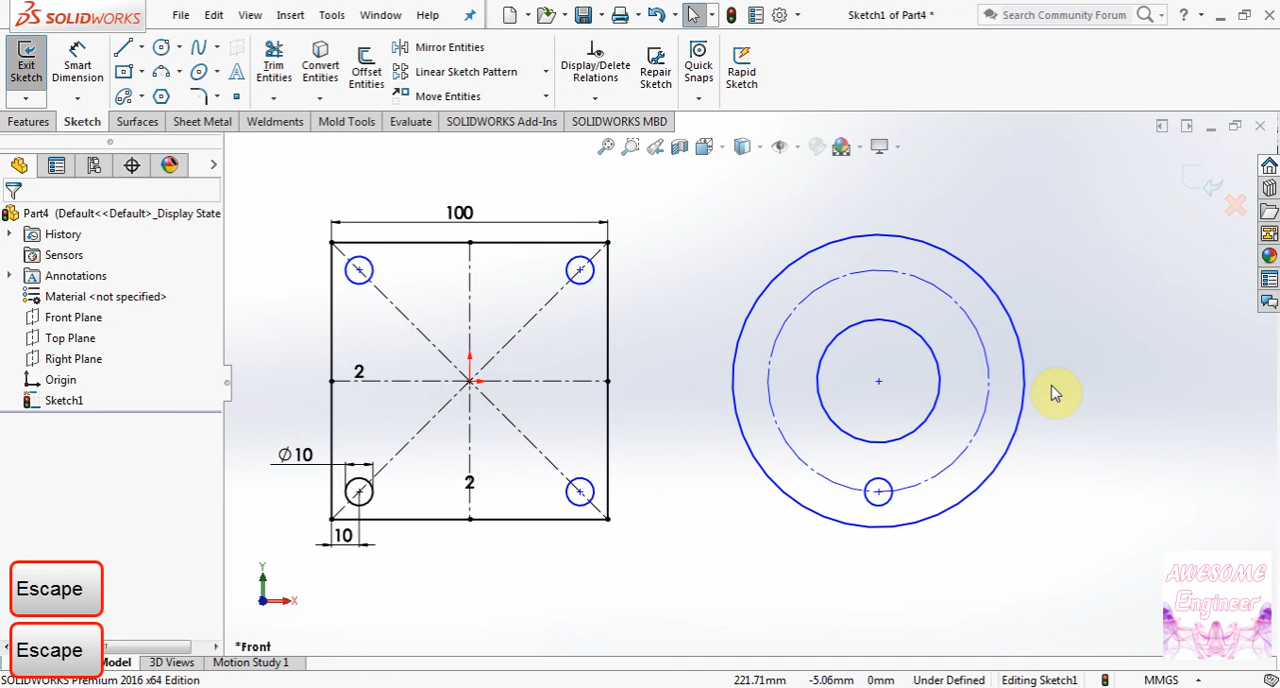 SOLIDWORKS
File Edit View Insert Tools Window Help
Sketch1 of Part4 *
Search Community Forum
Exit Sketch
Smart Dimension
Trim Entities
Convert Entities
Offset Entities
Mirror Entities
Linear Sketch Pattern
Move Entities
Display/Delete Relations
Repair Sketch
Quick Snaps
Rapid Sketch
Features Sketch Surfaces Sheet Metal Weldments Mold Tools Evaluate SOLIDWORKS Add-Ins SOLIDWORKS MBD
Part4 (Default<<Default>_Display State
History
Sensors
Annotations
Material <not specified>
Front Plane
Top Plane
Right Plane
Origin
Sketch1
100
2
Ø10
2
10
Y
X
Escape
Escape
*Front
AWESOME
Engineer
Model 3D Views Motion Study 1
SOLIDWORKS Premium 2016 x64 Edition
221.71mm -5.06mm 0mm Under Defined Editing Sketch1 MMGS